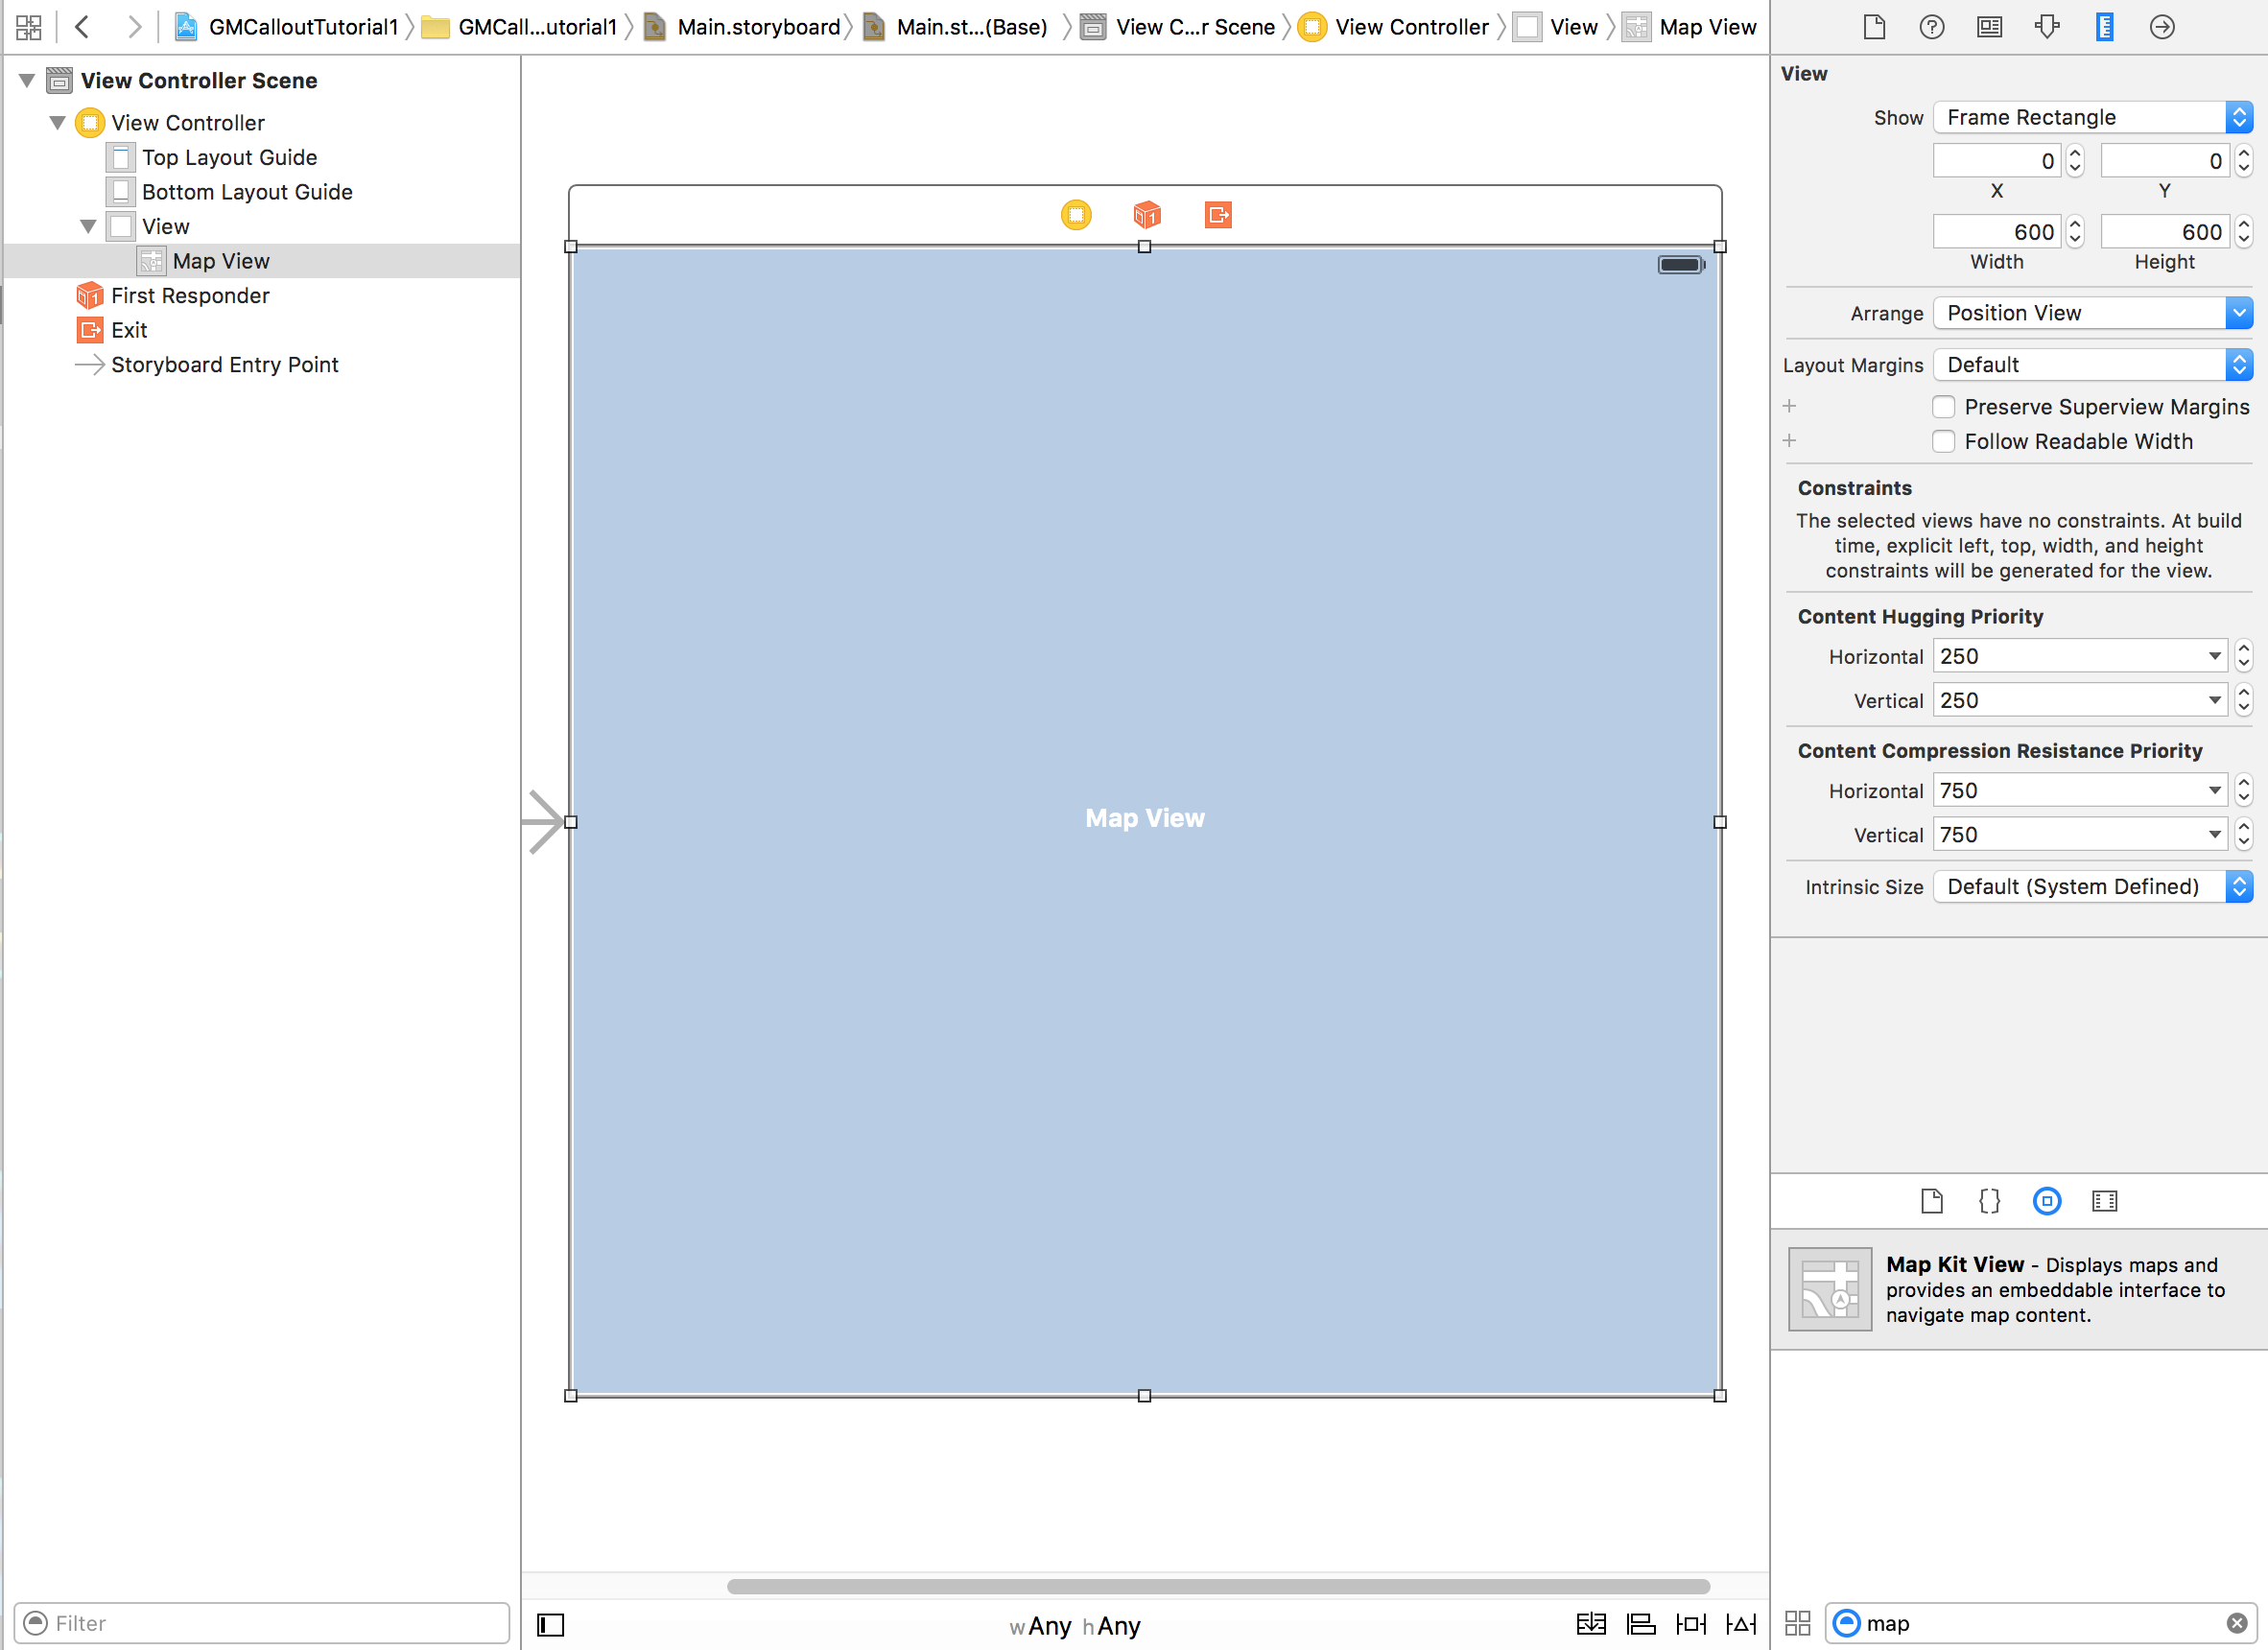 GMCalloutTutorial1 GMCall...utorial1 Main.storyboard Main.st...(Base) View C...r Scene View Controller View Map View
View Controller Scene
View Controller
Top Layout Guide
Bottom Layout Guide
View
Map View
First Responder
Exit
Storyboard Entry Point
Filter
1
Map View
wAny hAny
View
Show Frame Rectangle
0 0
X Y
600 600
Width Height
Arrange Position View
Layout Margins Default
Preserve Superview Margins
Follow Readable Width
Constraints
The selected views have no constraints. At build
time, explicit left, top, width, and height
constraints will be generated for the view.
Content Hugging Priority
Horizontal 250
Vertical 250
Content Compression Resistance Priority
Horizontal 750
Vertical 750
Intrinsic Size Default (System Defined)
{}
Map Kit View - Displays maps and
provides an embeddable interface to
navigate map content.
map